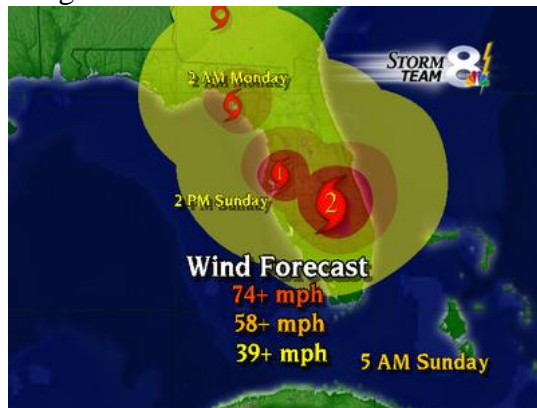 STORM
TEAM 8
2 AM Monday
1
2 PM Sunday
2
Wind Forecast
74+ mph
58+ mph
39+ mph
5 AM Sunday